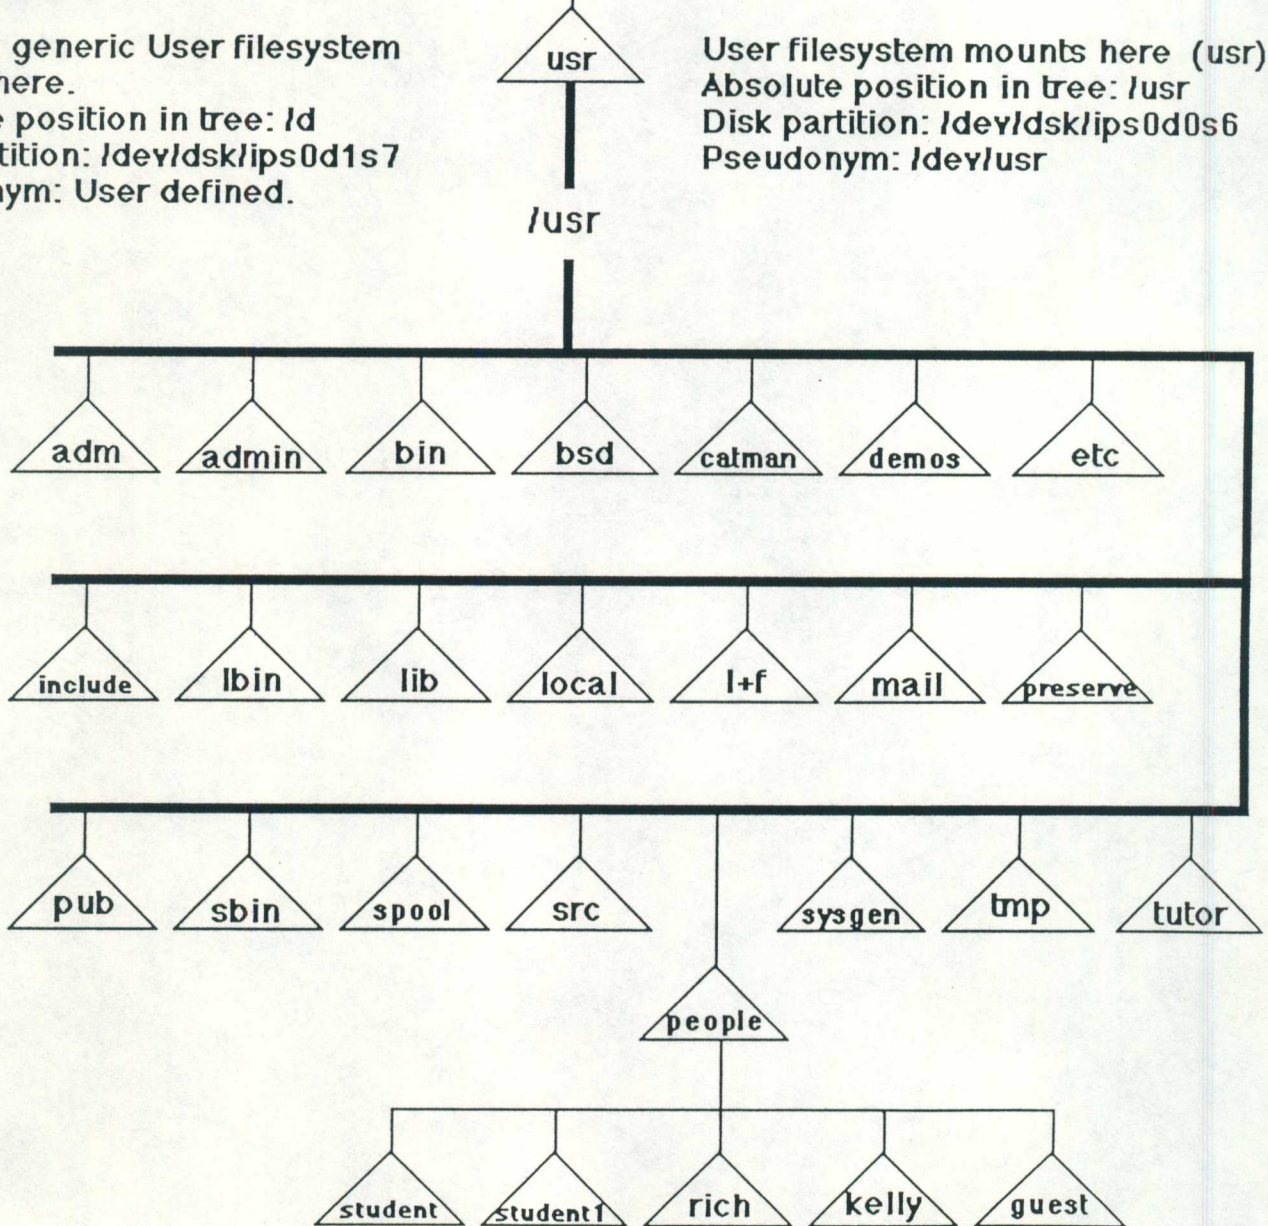 generic User filesystem
here.
position in tree: /d
/dev/dsk/ips0d1s7
User defined.
usr
User filesystem mounts here (usr)
Absolute position in tree: /usr
Disk partition: /dev/dsk/ips0d0s6
Pseudonym: /dev/usr
/usr
adm admin bin bsd catman demos etc
include lbin lib local l+f mail preserve
pub sbin spool src sysgen tmp tutor
people
student student1 rich kelly guest